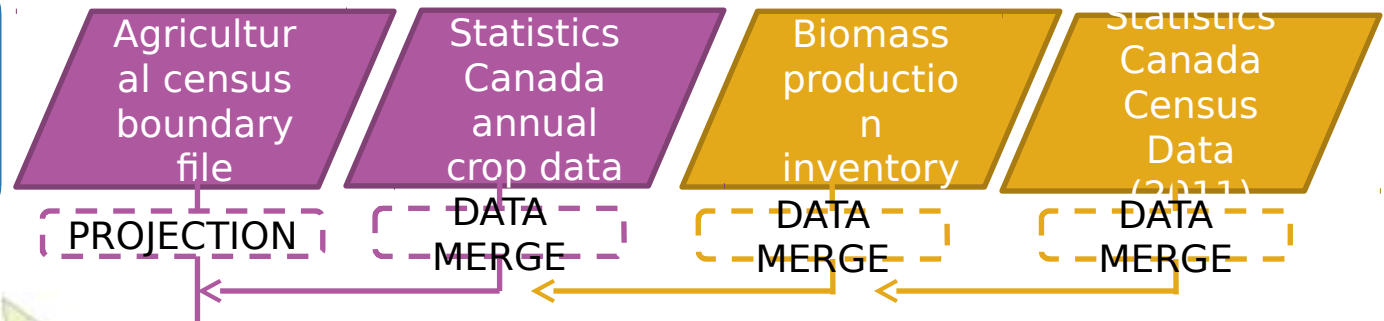 Agricultur
al census
boundary
file
Statistics
Canada
annual
crop data
Biomass
productio
n
inventory
Statistics
Canada
Census
Data
(2011)
PROJECTION
DATA
MERGE
DATA
MERGE
DATA
MERGE